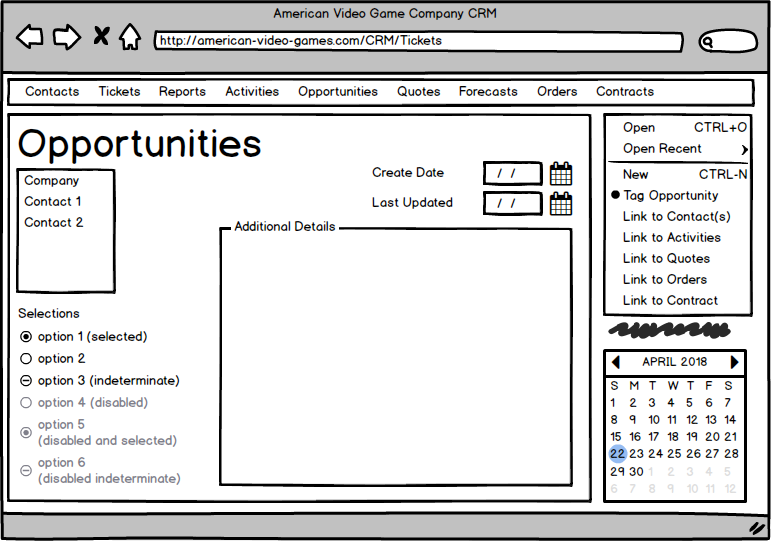 American Video Game Company CRM
http://american-video-games.com/CRM/Tickets
Contacts Tickets Reports Activities Opportunities Quotes Forecasts Orders Contracts
Opportunities
Company
Contact 1
Contact 2
Create Date / /
Last Updated / /
Additional Details
Selections
option 1 (selected)
option 2
option 3 (indeterminate)
option 4 (disabled)
option 5
(disabled and selected)
option 6
(disabled indeterminate)
Open CTRL+O
Open Recent
New CTRL-N
Tag Opportunity
Link to Contact(s)
Link to Activities
Link to Quotes
Link to Orders
Link to Contract
APRIL 2018
S M T W T F S
1 2 3 4 5 6 7
8 9 10 11 12 13 14
15 16 17 18 19 20 21
22 23 24 25 26 27 28
29 30 1 2 3 4 5
6 7 8 9 10 11 12